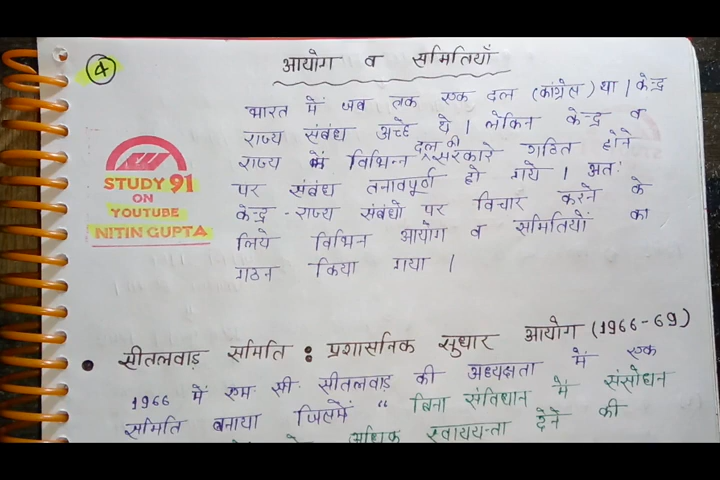 ④
आयोग व समितियाँ
भारत में जब तक एक दल (कांग्रेस) था | केन्द्र
राज्य संबंध अच्छे थे | लेकिन केन्द्र व
राज्य में विभिन्न दल की सरकारे गठित होने
पर संबंध तनावपूर्ण हो गये | अतः
केन्द्र - राज्य संबंधों पर विचार करने के
लिये विभिन्न आयोग व समितियों का
गठन किया गया |
STUDY 91
ON
YOUTUBE
NITIN GUPTA
• सीतलवाड़ समिति : प्रशासनिक सुधार आयोग (1966-69)
1966 में एम. सी. सीतलवाड़ की अध्यक्षता में एक
समिति बनाया जिसमें " बिना संविधान में संसोधन
अधिक स्वायय-ता देने की